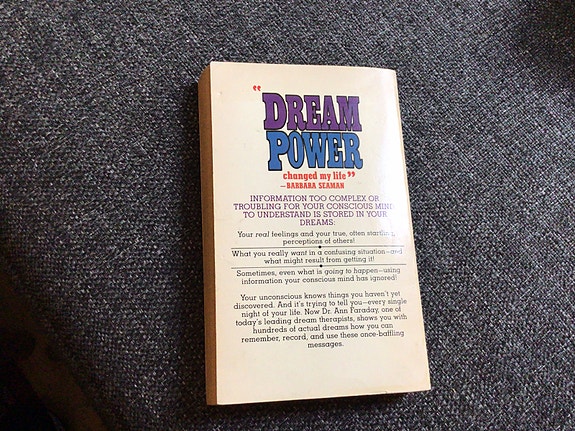 "DREAM
POWER
changed my life"
—BARBARA SEAMAN
INFORMATION TOO COMPLEX OR
TROUBLING FOR YOUR CONSCIOUS MIND
TO UNDERSTAND IS STORED IN YOUR
DREAMS:
Your real feelings and your true, often startling
perceptions of others!
What you really want in a confusing situation—and
what might result from getting it!
Sometimes, even what is going to happen—using
information your conscious mind has ignored!
Your unconscious knows things you haven't yet
discovered. And it's trying to tell you—every single
night of your life. Now Dr. Ann Faraday, one of
today's leading dream therapists, shows you with
hundreds of actual dreams how you can
remember, record, and use these once-baffling
messages.